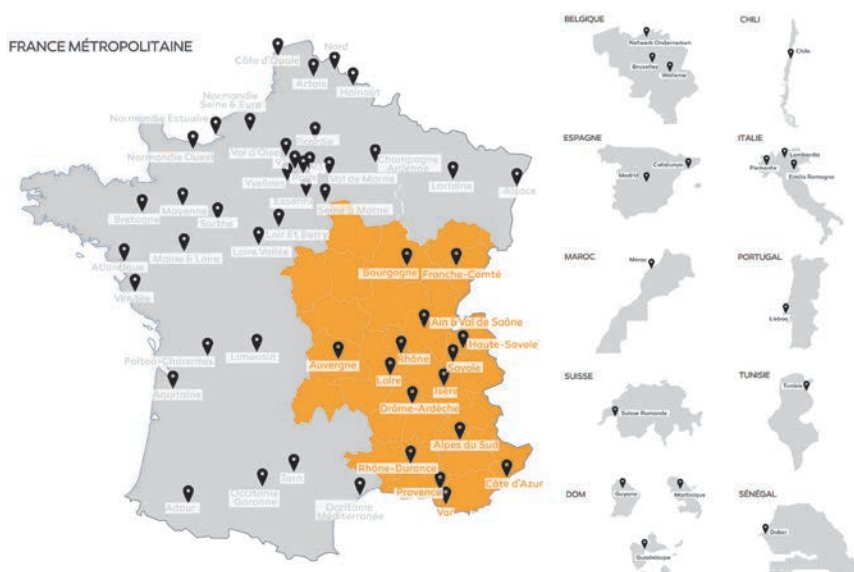 FRANCE MÉTROPOLITAINE
Côte d'Opale
Nord
Artois
Hainaut
Normandie
Seine & Eure
Normandie Estuaire
Normandie Ouest
Picardie
Val d'Oise
Champagne
Ardenne
Yvelines
Paris
Val de Marne
Lorraine
Alsace
Essonne
Seine & Marne
Bretagne
Mayenne
Sarthe
Loir Et Berry
Loire Vallée
Atlantique
Maine & Loire
Vendée
Bourgogne
Franche-Comté
Ain & Val de Saône
Haute-Savoie
Poitou-Charentes
Limousin
Auvergne
Rhône
Savoie
Loire
Isère
Aquitaine
Drôme-Ardèche
Alpes du Sud
Rhône-Durance
Tarn
Côte d'Azur
Adour
Occitanie
Garonne
Occitanie
Méditerranée
Provence
Var
BELGIQUE
Netwerk Ondernemen
Bruxelles
Wallonie
CHILI
Chile
ESPAGNE
Catalunya
Madrid
ITALIE
Lombardia
Piemonte
Emilia Romagna
MAROC
Maroc
PORTUGAL
Lisboa
SUISSE
Suisse Romande
TUNISIE
Tunisie
DOM
Guyane
Martinique
Guadeloupe
SÉNÉGAL
Dakar